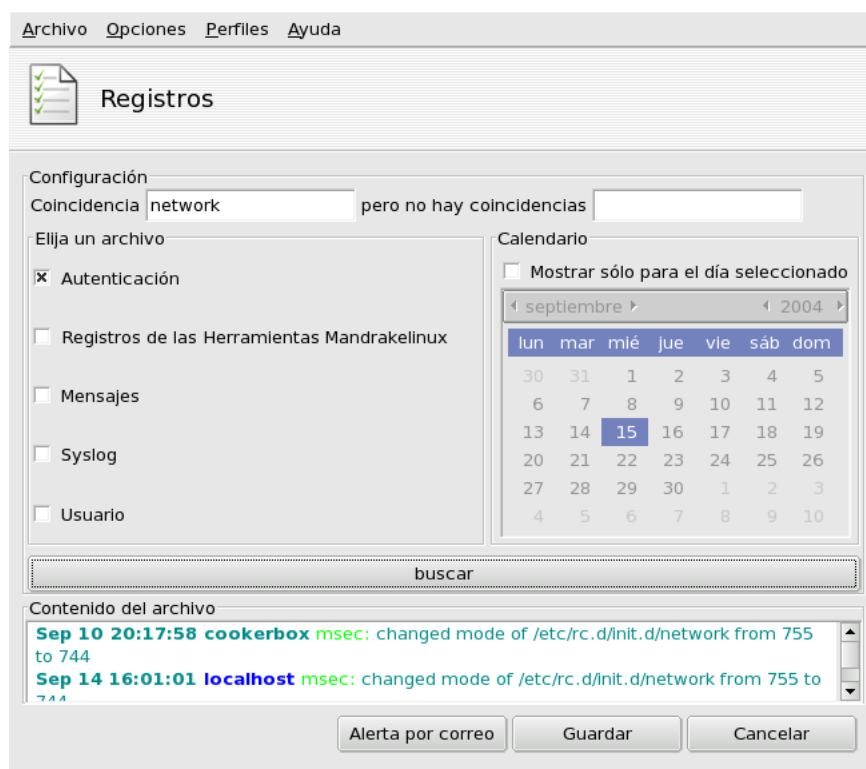 Archivo Opciones Perfiles Ayuda
Registros
Configuración
Coincidencia network pero no hay coincidencias
Elija un archivo
Autenticación
Registros de las Herramientas Mandrakelinux
Mensajes
Syslog
Usuario
Calendario
Mostrar sólo para el día seleccionado
septiembre 2004
lun mar mié jue vie sáb dom
30 31 1 2 3 4 5
6 7 8 9 10 11 12
13 14 15 16 17 18 19
20 21 22 23 24 25 26
27 28 29 30 1 2 3
4 5 6 7 8 9 10
buscar
Contenido del archivo
Sep 10 20:17:58 cookerbox msec: changed mode of /etc/rc.d/init.d/network from 755
to 744
Sep 14 16:01:01 localhost msec: changed mode of /etc/rc.d/init.d/network from 755 to
744
Alerta por correo Guardar Cancelar